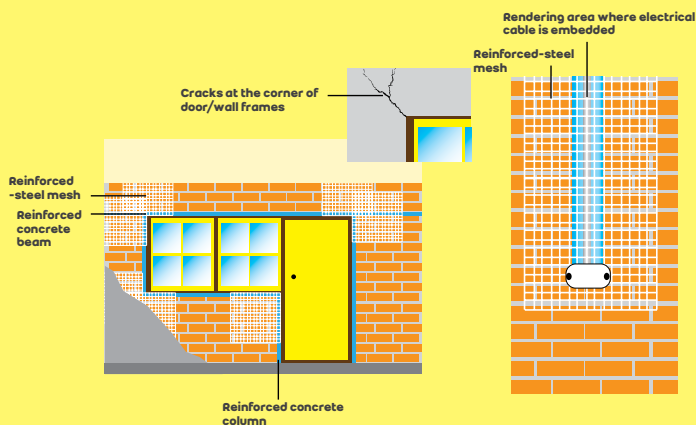 Rendering area where electrical
cable is embedded
Reinforced-steel
mesh
Cracks at the corner of
door/wall frames
Reinforced
-steel mesh
Reinforced
concrete
beam
Reinforced concrete
column